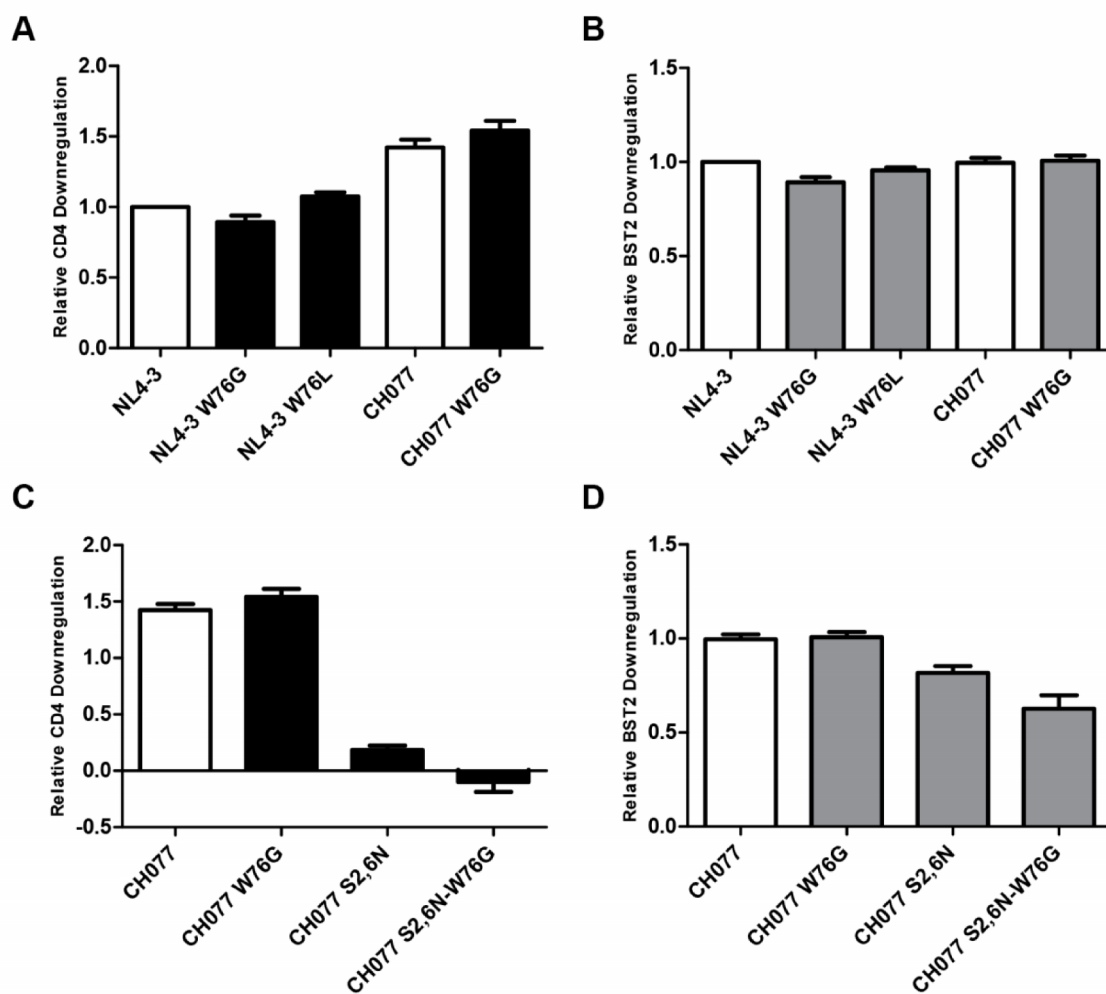 A
Relative CD4 Downregulation
2.0
1.5
1.0
0.5
0.0
NL4-3
NL4-3 W76G
NL4-3 W76L
CH077
CH077 W76G
B
Relative BST2 Downregulation
1.5
1.0
0.5
0.0
NL4-3
NL4-3 W76G
NL4-3 W76L
CH077
CH077 W76G
C
Relative CD4 Downregulation
2.0
1.5
1.0
0.5
0.0
-0.5
CH077
CH077 W76G
CH077 S2,6N
CH077 S2,6N-W76G
D
Relative BST2 Downregulation
1.5
1.0
0.5
0.0
CH077
CH077 W76G
CH077 S2,6N
CH077 S2,6N-W76G